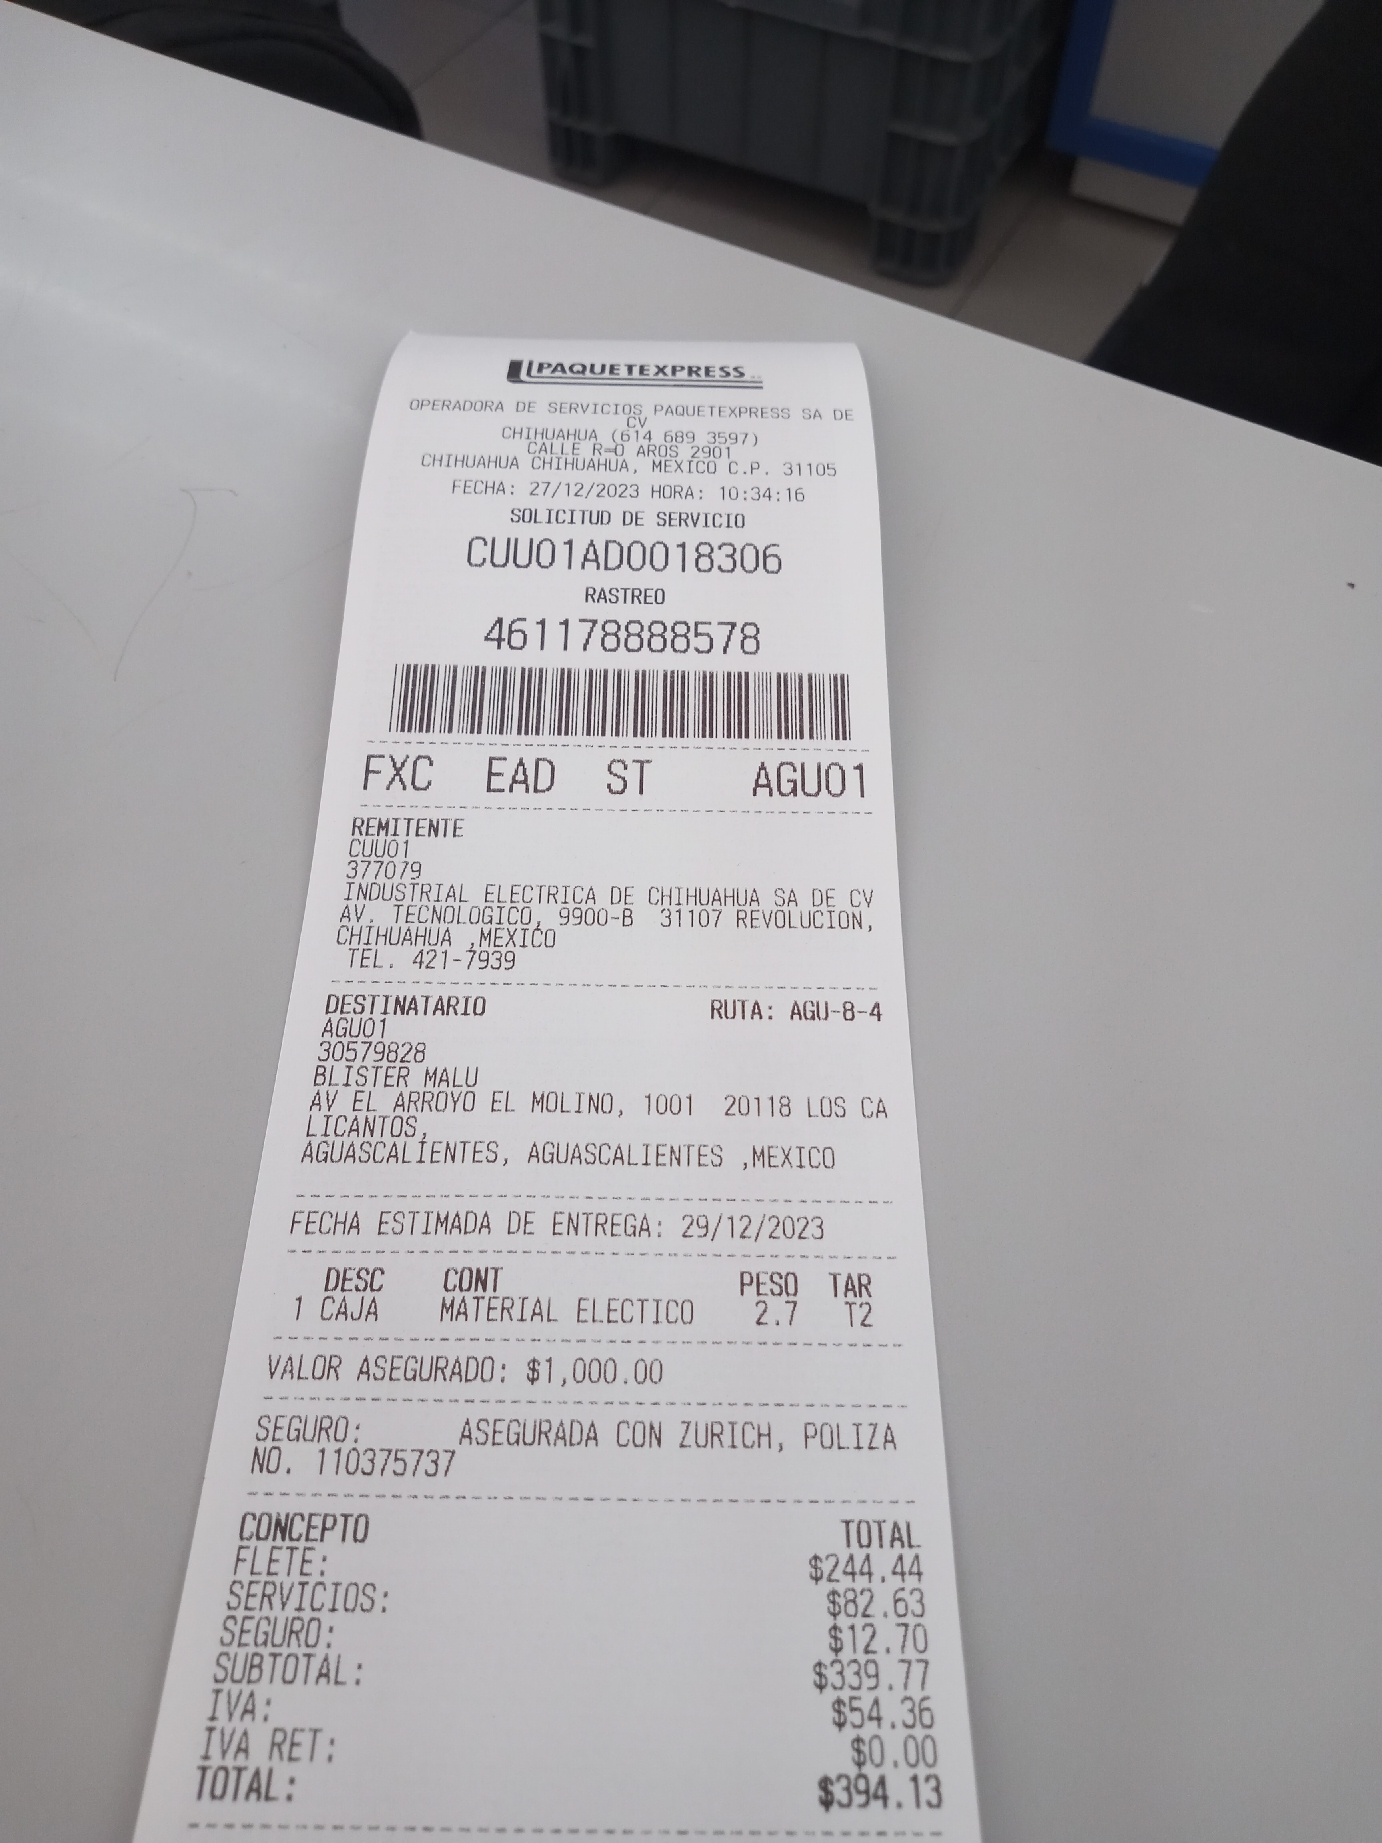 PAQUETEXPRESS
OPERADORA DE SERVICIOS PAQUETEXPRESS SA DE
CV
CHIHUAHUA (614 689 3597)
CALLE R=O AROS 2901
CHIHUAHUA CHIHUAHUA, MEXICO C.P. 31105
FECHA: 27/12/2023 HORA: 10:34:16
SOLICITUD DE SERVICIO
CUU01AD0018306
RASTREO
461178888578
FXC EAD ST AGU01
REMITENTE
CUU01
377079
INDUSTRIAL ELECTRICA DE CHIHUAHUA SA DE CV
AV. TECNOLOGICO, 9900-B 31107 REVOLUCION,
CHIHUAHUA ,MEXICO
TEL. 421-7939
DESTINATARIO RUTA: AGU-8-4
AGU01
30579828
BLISTER MALU
AV EL ARROYO EL MOLINO, 1001 20118 LOS CA
LICANTOS,
AGUASCALIENTES, AGUASCALIENTES ,MEXICO
FECHA ESTIMADA DE ENTREGA: 29/12/2023
DESC CONT PESO TAR
1 CAJA MATERIAL ELECTICO 2.7 T2
VALOR ASEGURADO: $1,000.00
SEGURO: ASEGURADA CON ZURICH, POLIZA
NO. 110375737
CONCEPTO TOTAL
FLETE: $244.44
SERVICIOS: $82.63
SEGURO: $12.70
SUBTOTAL: $339.77
IVA: $54.36
IVA RET: $0.00
TOTAL: $394.13